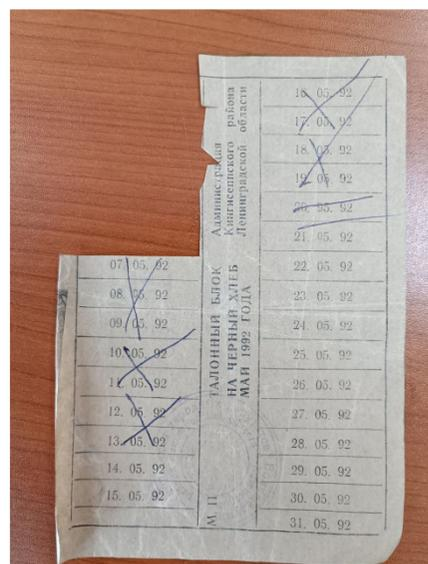 07. 05. 92
08. 05. 92
09. 05. 92
10. 05. 92
11. 05. 92
12. 05. 92
13. 05. 92
14. 05. 92
15. 05. 92
Администрация
Кингисеппского района
Ленинградской области
ТАЛОННЫЙ БЛОК
НА ЧЕРНЫЙ ХЛЕБ
МАЙ 1992 ГОДА
М. П
16. 05. 92
17. 05. 92
18. 05. 92
19. 05. 92
20. 05. 92
21. 05. 92
22. 05. 92
23. 05. 92
24. 05. 92
25. 05. 92
26. 05. 92
27. 05. 92
28. 05. 92
29. 05. 92
30. 05. 92
31. 05. 92